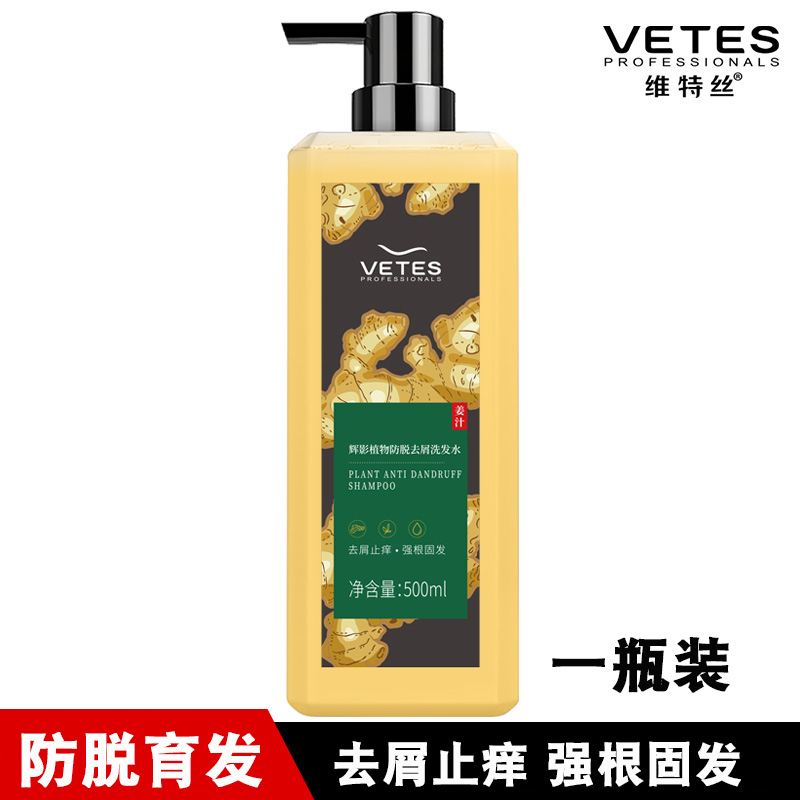 VETES
PROFESSIONALS
维特丝®
VETES
PROFESSIONALS
姜汁
辉影植物防脱去屑洗发水
PLANT ANTI DANDRUFF
SHAMPOO
去屑止痒·强根固发
净含量:500ml
一瓶装
防脱育发
去屑止痒 强根固发